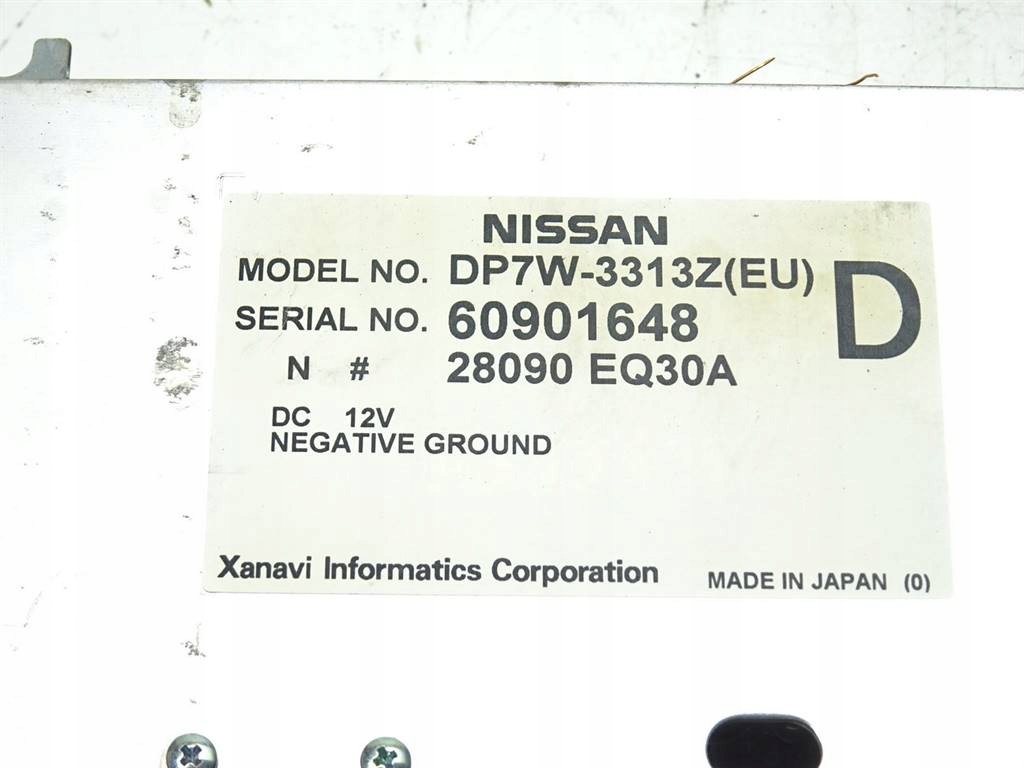 NISSAN
MODEL NO. DP7W-3313Z(EU)
D
SERIAL NO. 60901648
N # 28090 EQ30A
DC 12V
NEGATIVE GROUND
Xanavi Informatics Corporation
MADE IN JAPAN (0)